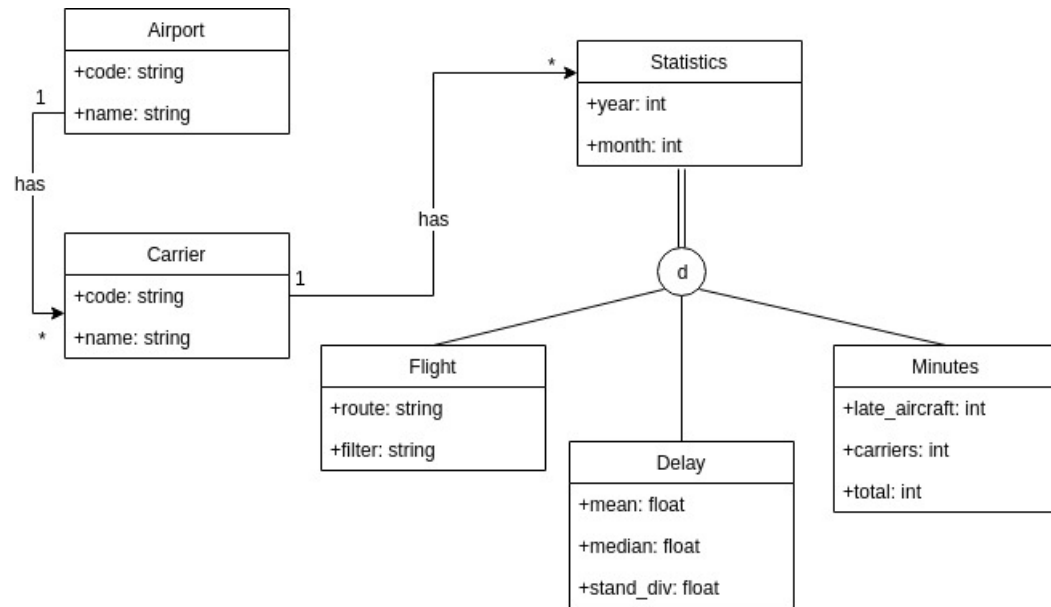 Airport
+code: string
+name: string
1
has
*
Carrier
+code: string
+name: string
1
has
*
Statistics
+year: int
+month: int
d
Flight
+route: string
+filter: string
Delay
+mean: float
+median: float
+stand_div: float
Minutes
+late_aircraft: int
+carriers: int
+total: int